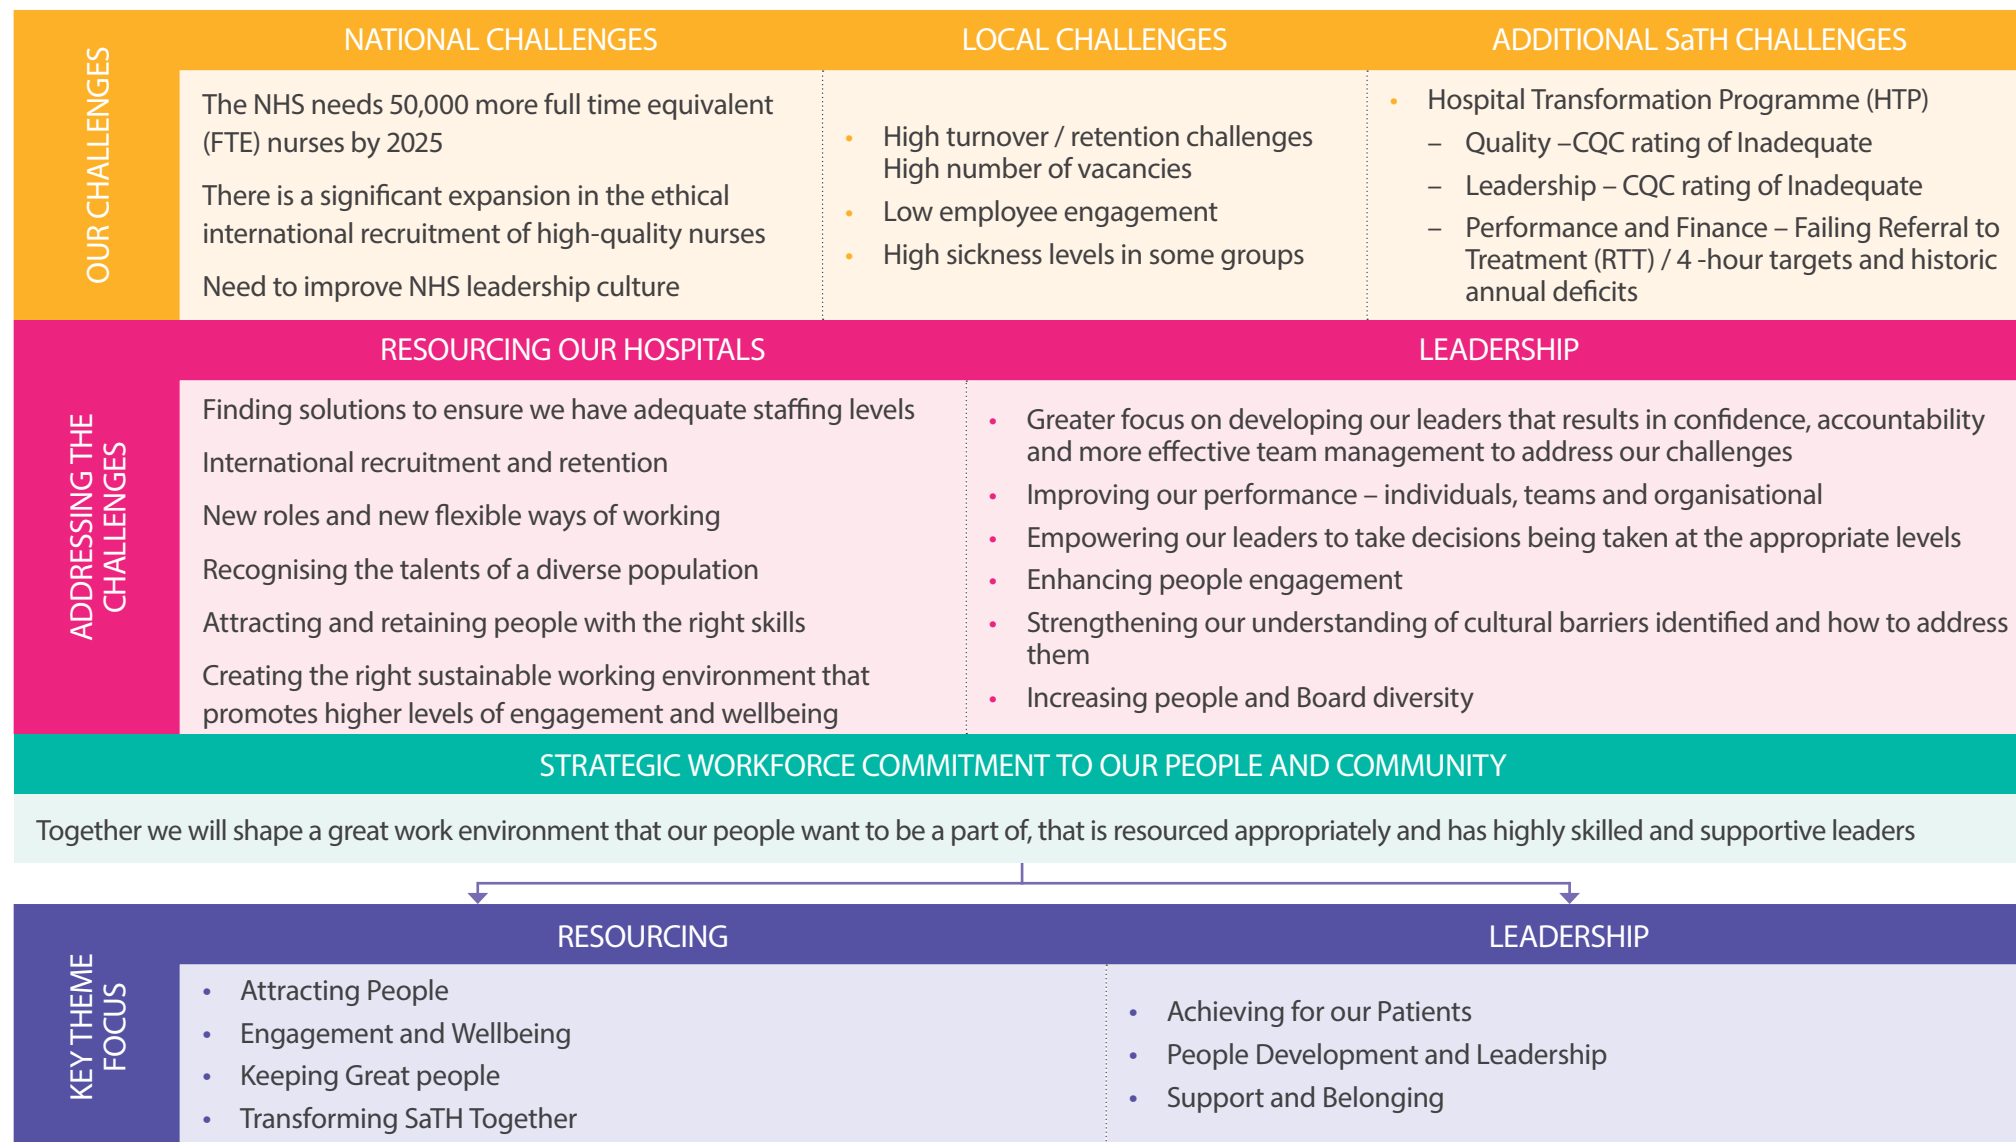 OUR CHALLENGES
NATIONAL CHALLENGES
The NHS needs 50,000 more full time equivalent
(FTE) nurses by 2025
There is a significant expansion in the ethical
international recruitment of high-quality nurses
Need to improve NHS leadership culture
LOCAL CHALLENGES
• High turnover / retention challenges
High number of vacancies
• Low employee engagement
• High sickness levels in some groups
ADDITIONAL SaTH CHALLENGES
• Hospital Transformation Programme (HTP)
– Quality –CQC rating of Inadequate
– Leadership – CQC rating of Inadequate
– Performance and Finance – Failing Referral to
Treatment (RTT) / 4 -hour targets and historic
annual deficits
ADDRESSING THE
CHALLENGES
RESOURCING OUR HOSPITALS
Finding solutions to ensure we have adequate staffing levels
International recruitment and retention
New roles and new flexible ways of working
Recognising the talents of a diverse population
Attracting and retaining people with the right skills
Creating the right sustainable working environment that
promotes higher levels of engagement and wellbeing
LEADERSHIP
• Greater focus on developing our leaders that results in confidence, accountability
and more effective team management to address our challenges
• Improving our performance – individuals, teams and organisational
• Empowering our leaders to take decisions being taken at the appropriate levels
• Enhancing people engagement
• Strengthening our understanding of cultural barriers identified and how to address
them
• Increasing people and Board diversity
STRATEGIC WORKFORCE COMMITMENT TO OUR PEOPLE AND COMMUNITY
Together we will shape a great work environment that our people want to be a part of, that is resourced appropriately and has highly skilled and supportive leaders
KEY THEME
FOCUS
RESOURCING
• Attracting People
• Engagement and Wellbeing
• Keeping Great people
• Transforming SaTH Together
LEADERSHIP
• Achieving for our Patients
• People Development and Leadership
• Support and Belonging